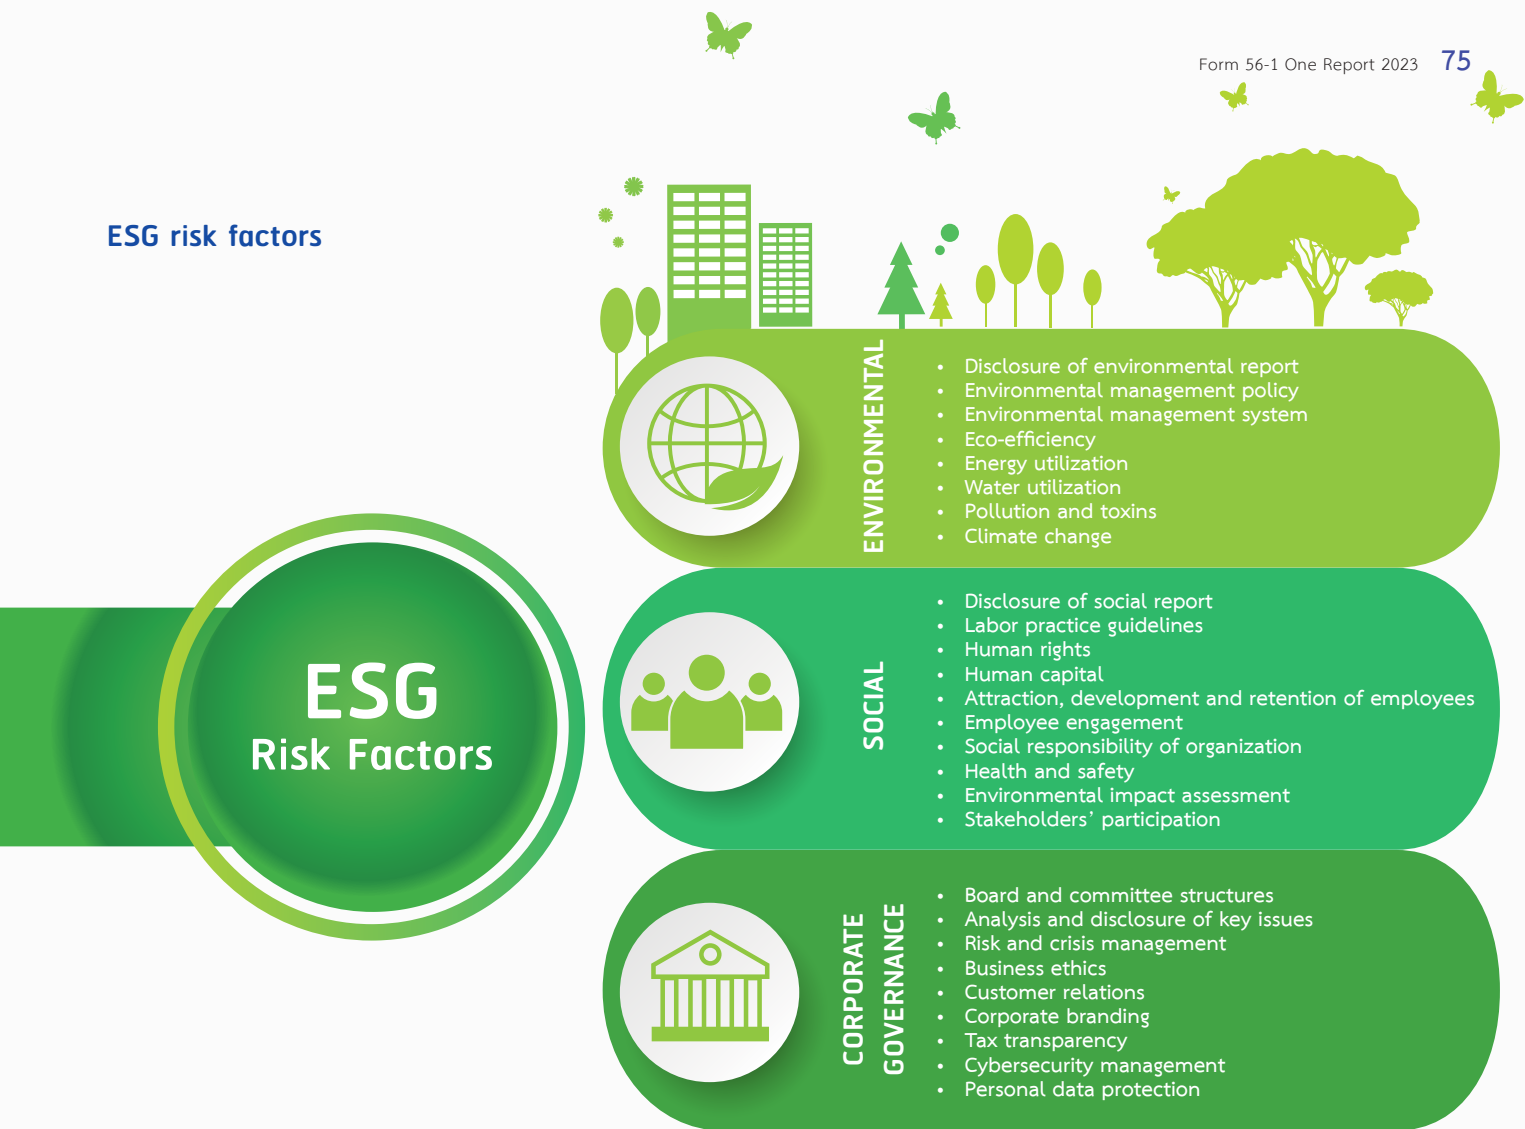 Form 56-1 One Report 2023 75
ESG risk factors
ESG
Risk Factors
ENVIRONMENTAL
• Disclosure of environmental report
• Environmental management policy
• Environmental management system
• Eco-efficiency
• Energy utilization
• Water utilization
• Pollution and toxins
• Climate change
SOCIAL
• Disclosure of social report
• Labor practice guidelines
• Human rights
• Human capital
• Attraction, development and retention of employees
• Employee engagement
• Social responsibility of organization
• Health and safety
• Environmental impact assessment
• Stakeholders’ participation
CORPORATE
GOVERNANCE
• Board and committee structures
• Analysis and disclosure of key issues
• Risk and crisis management
• Business ethics
• Customer relations
• Corporate branding
• Tax transparency
• Cybersecurity management
• Personal data protection